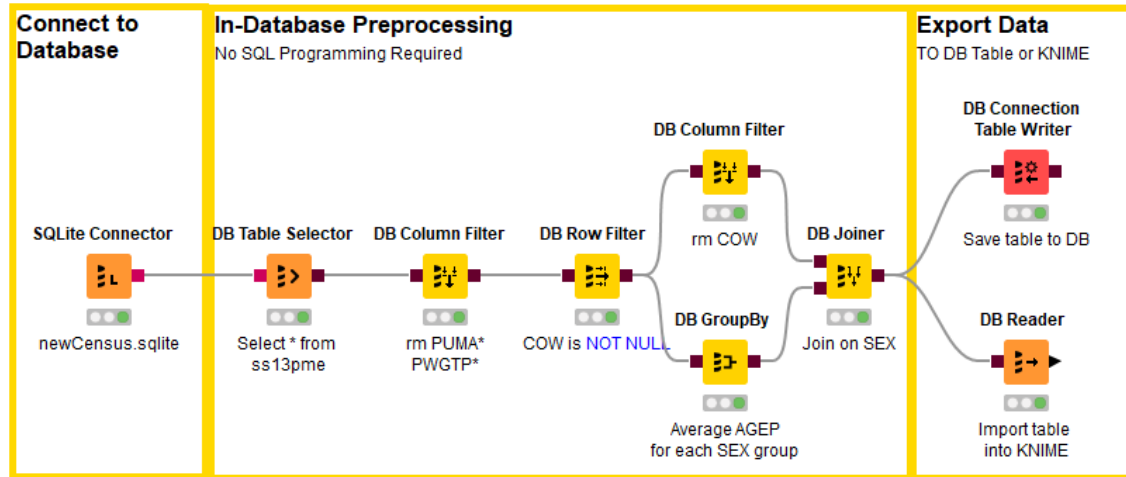 Connect to
Database
In-Database Preprocessing
No SQL Programming Required
Export Data
TO DB Table or KNIME
SQLite Connector
newCensus.sqlite
DB Table Selector
Select * from
ss13pme
DB Column Filter
rm PUMA*
PWGTP*
DB Row Filter
COW is NOT NULL
DB Column Filter
rm COW
DB GroupBy
Average AGEP
for each SEX group
DB Joiner
Join on SEX
DB Connection
Table Writer
Save table to DB
DB Reader
Import table
into KNIME